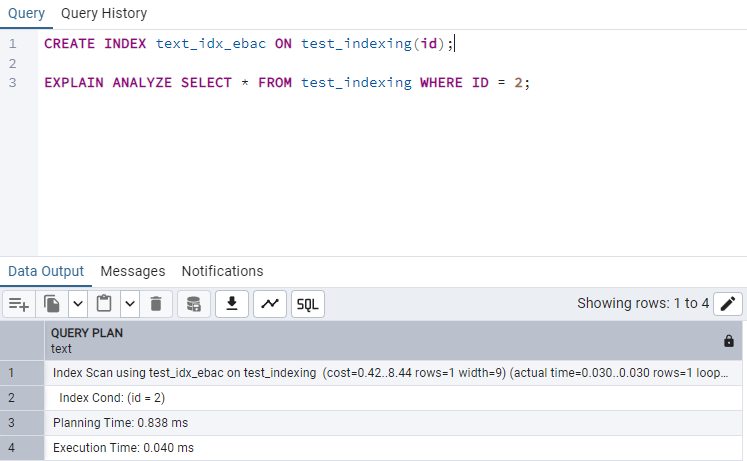 Query Query History
1 CREATE INDEX text_idx_ebac ON test_indexing(id);
2
3 EXPLAIN ANALYZE SELECT * FROM test_indexing WHERE ID = 2;
Data Output Messages Notifications
SQL Showing rows: 1 to 4
QUERY PLAN
text
1 Index Scan using test_idx_ebac on test_indexing (cost=0.42..8.44 rows=1 width=9) (actual time=0.030..0.030 rows=1 loop...
2 Index Cond: (id = 2)
3 Planning Time: 0.838 ms
4 Execution Time: 0.040 ms